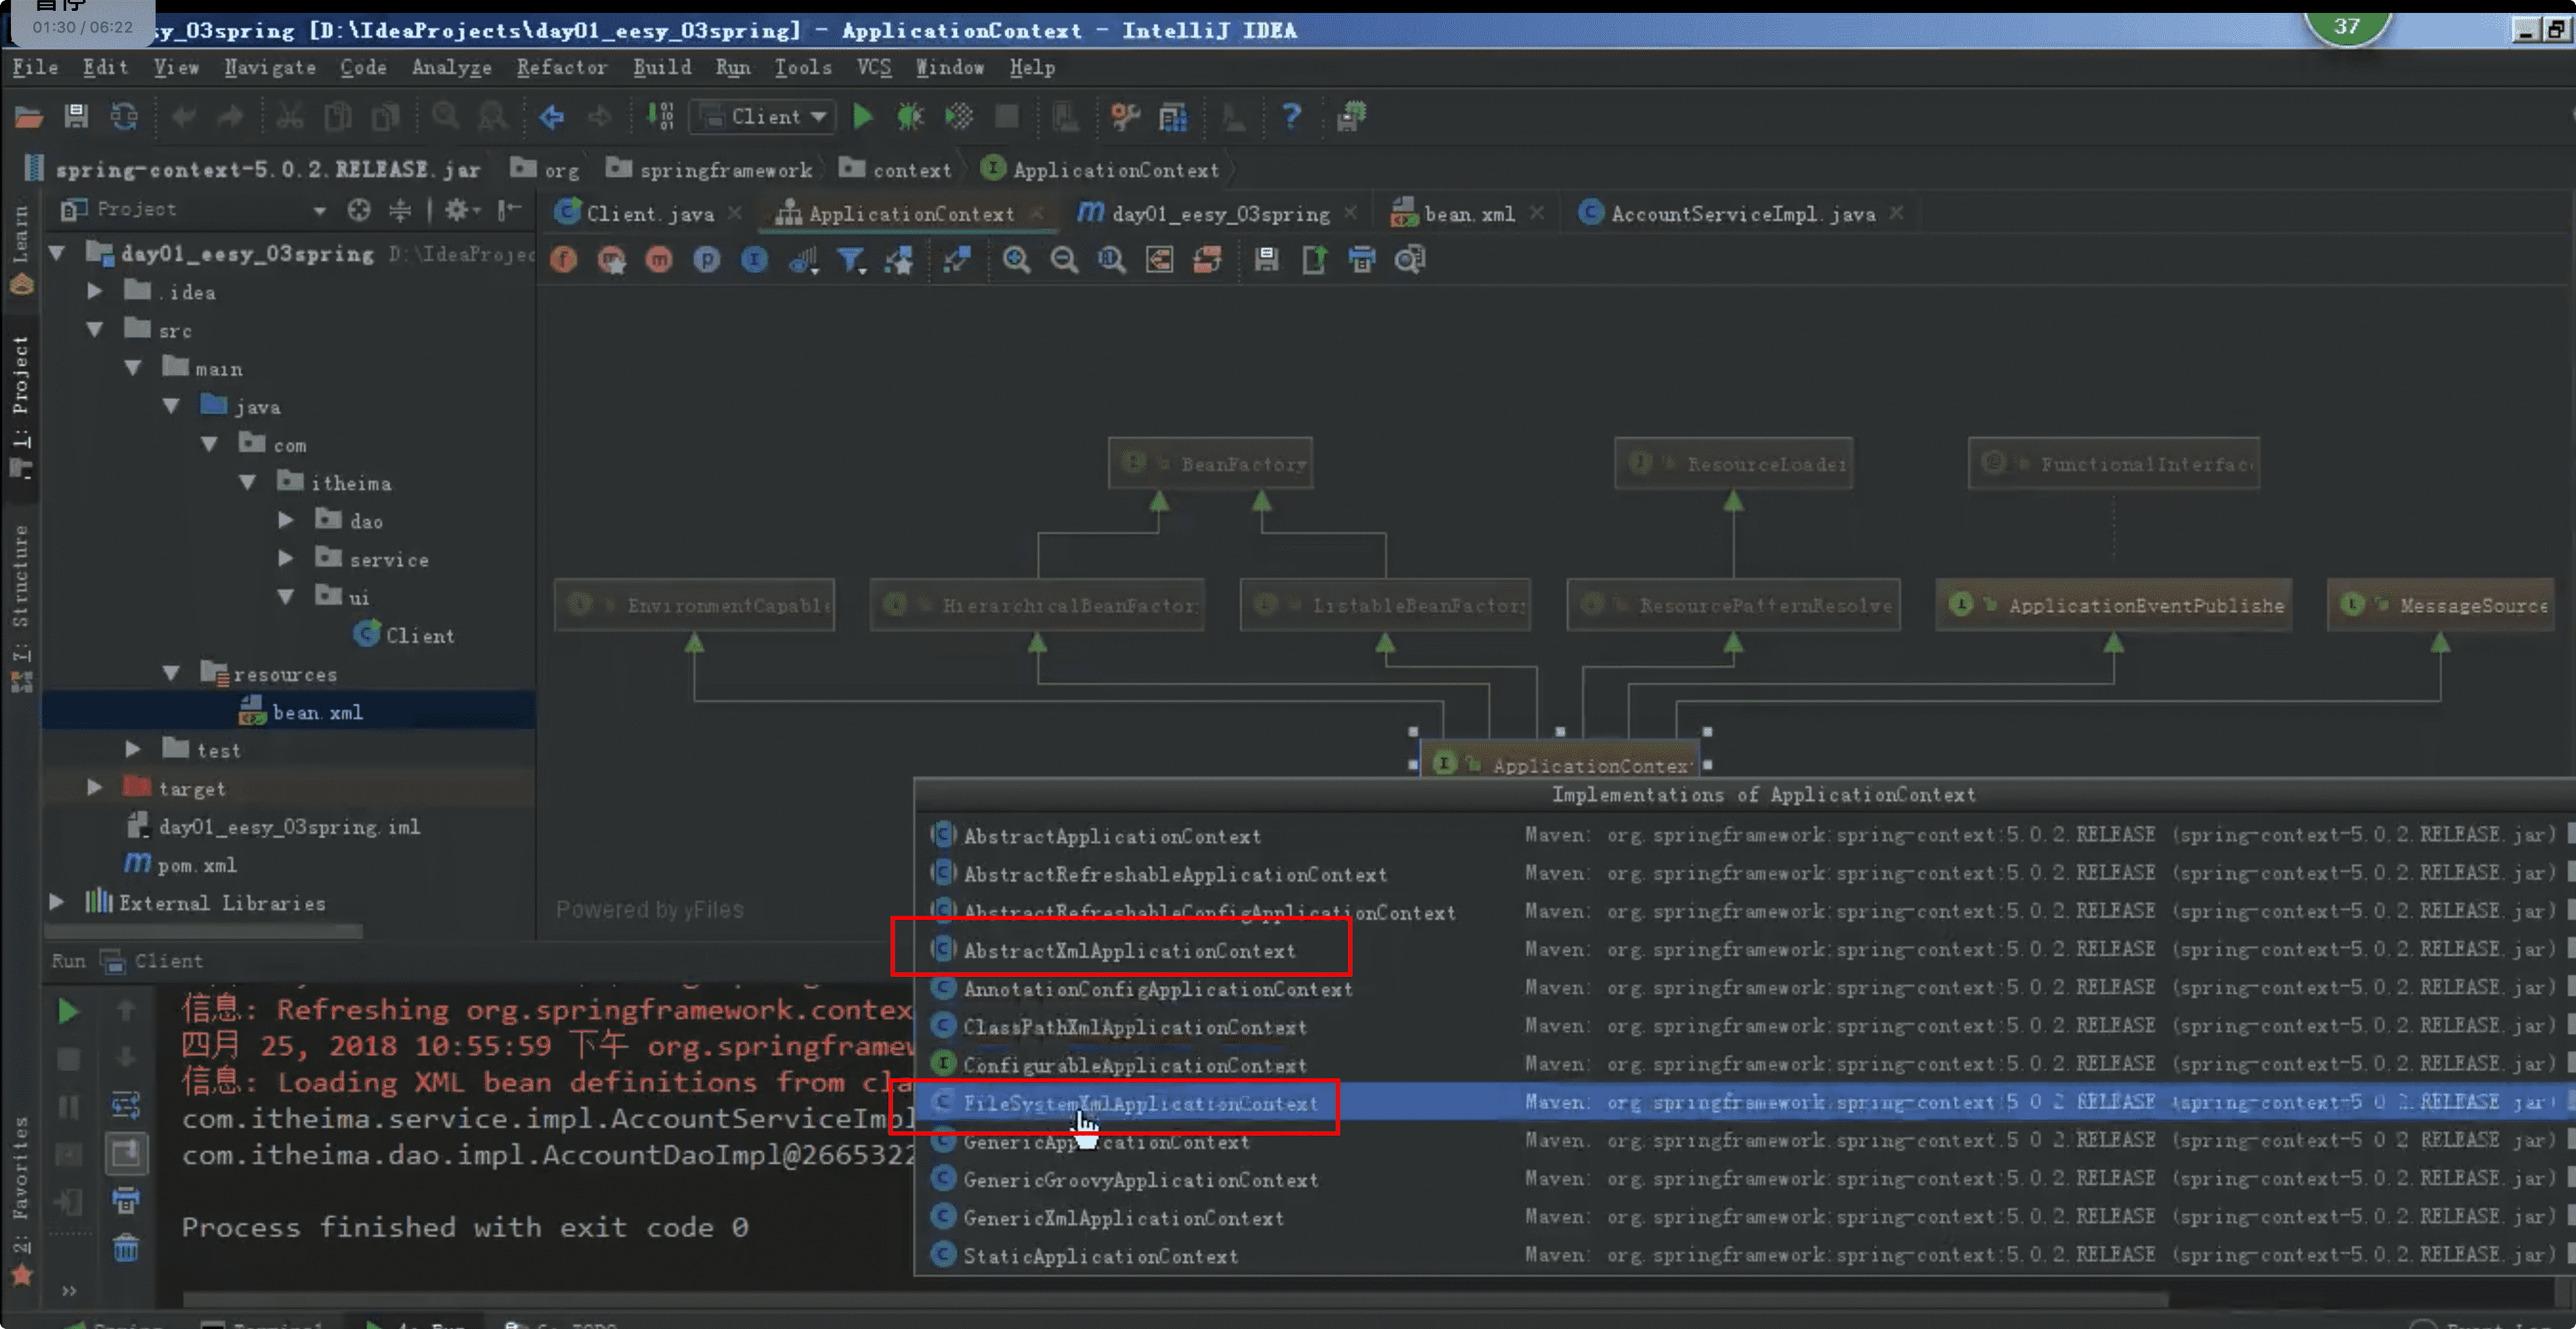 暂停
01:30 / 06:22
sy_03spring [D:\IdeaProjects\day01_eesy_03spring] - ApplicationContext - IntelliJ IDEA
37
File Edit View Navigate Code Analyze Refactor Build Run Tools VCS Window Help
Client
spring-context-5.0.2.RELEASE.jar org springframework context ApplicationContext
Project
Client.java ApplicationContext day01_eesy_03spring bean.xml AccountServiceImpl.java
Learn
1: Project
7: Structure
2: Favorites
day01_eesy_03spring D:\IdeaProjec
.idea
src
main
java
com
itheima
dao
service
ui
Client
resources
bean.xml
test
target
day01_eesy_03spring.iml
pom.xml
External Libraries
BeanFactory ResourceLoader FunctionalInterfac
EnvironmentCapabl HierarchicalBeanFactor ListableBeanFactor ResourcePatternResolve ApplicationEventPublishe MessageSource
ApplicationContex
Powered by yFiles
Implementations of ApplicationContext
AbstractApplicationContext Maven: org.springframework:spring-context:5.0.2.RELEASE (spring-context-5.0.2.RELEASE.jar)
AbstractRefreshableApplicationContext Maven: org.springframework:spring-context:5.0.2.RELEASE (spring-context-5.0.2.RELEASE.jar)
AbstractRefreshableConfigApplicationContext Maven: org.springframework:spring-context:5.0.2.RELEASE (spring-context-5.0.2.RELEASE.jar)
AbstractXmlApplicationContext Maven: org.springframework:spring-context:5.0.2.RELEASE (spring-context-5.0.2.RELEASE.jar)
AnnotationConfigApplicationContext Maven: org.springframework:spring-context:5.0.2.RELEASE (spring-context-5.0.2.RELEASE.jar)
ClassPathXmlApplicationContext Maven: org.springframework:spring-context:5.0.2.RELEASE (spring-context-5.0.2.RELEASE.jar)
ConfigurableApplicationContext Maven: org.springframework:spring-context:5.0.2.RELEASE (spring-context-5.0.2.RELEASE.jar)
FileSystemXmlApplicationContext Maven: org.springframework:spring-context:5.0.2.RELEASE (spring-context-5.0.2.RELEASE.jar)
GenericApplicationContext Maven: org.springframework:spring-context:5.0.2.RELEASE (spring-context-5.0.2.RELEASE.jar)
GenericGroovyApplicationContext Maven: org.springframework:spring-context:5.0.2.RELEASE (spring-context-5.0.2.RELEASE.jar)
GenericXmlApplicationContext Maven: org.springframework:spring-context:5.0.2.RELEASE (spring-context-5.0.2.RELEASE.jar)
StaticApplicationContext Maven: org.springframework:spring-context:5.0.2.RELEASE (spring-context-5.0.2.RELEASE.jar)
Run Client
信息: Refreshing org.springframework.contex
四月 25, 2018 10:55:59 下午 org.springframew
信息: Loading XML bean definitions from cla
com.itheima.service.impl.AccountServiceImpl
com.itheima.dao.impl.AccountDaoImpl@2665322
Process finished with exit code 0